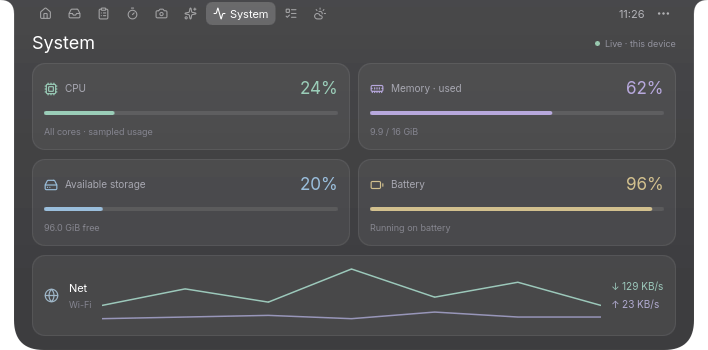 System
11:26
System
Live · this device
CPU
24%
All cores · sampled usage
Memory · used
62%
9.9 / 16 GiB
Available storage
20%
96.0 GiB free
Battery
96%
Running on battery
Net
Wi-Fi
↓ 129 KB/s
↑ 23 KB/s